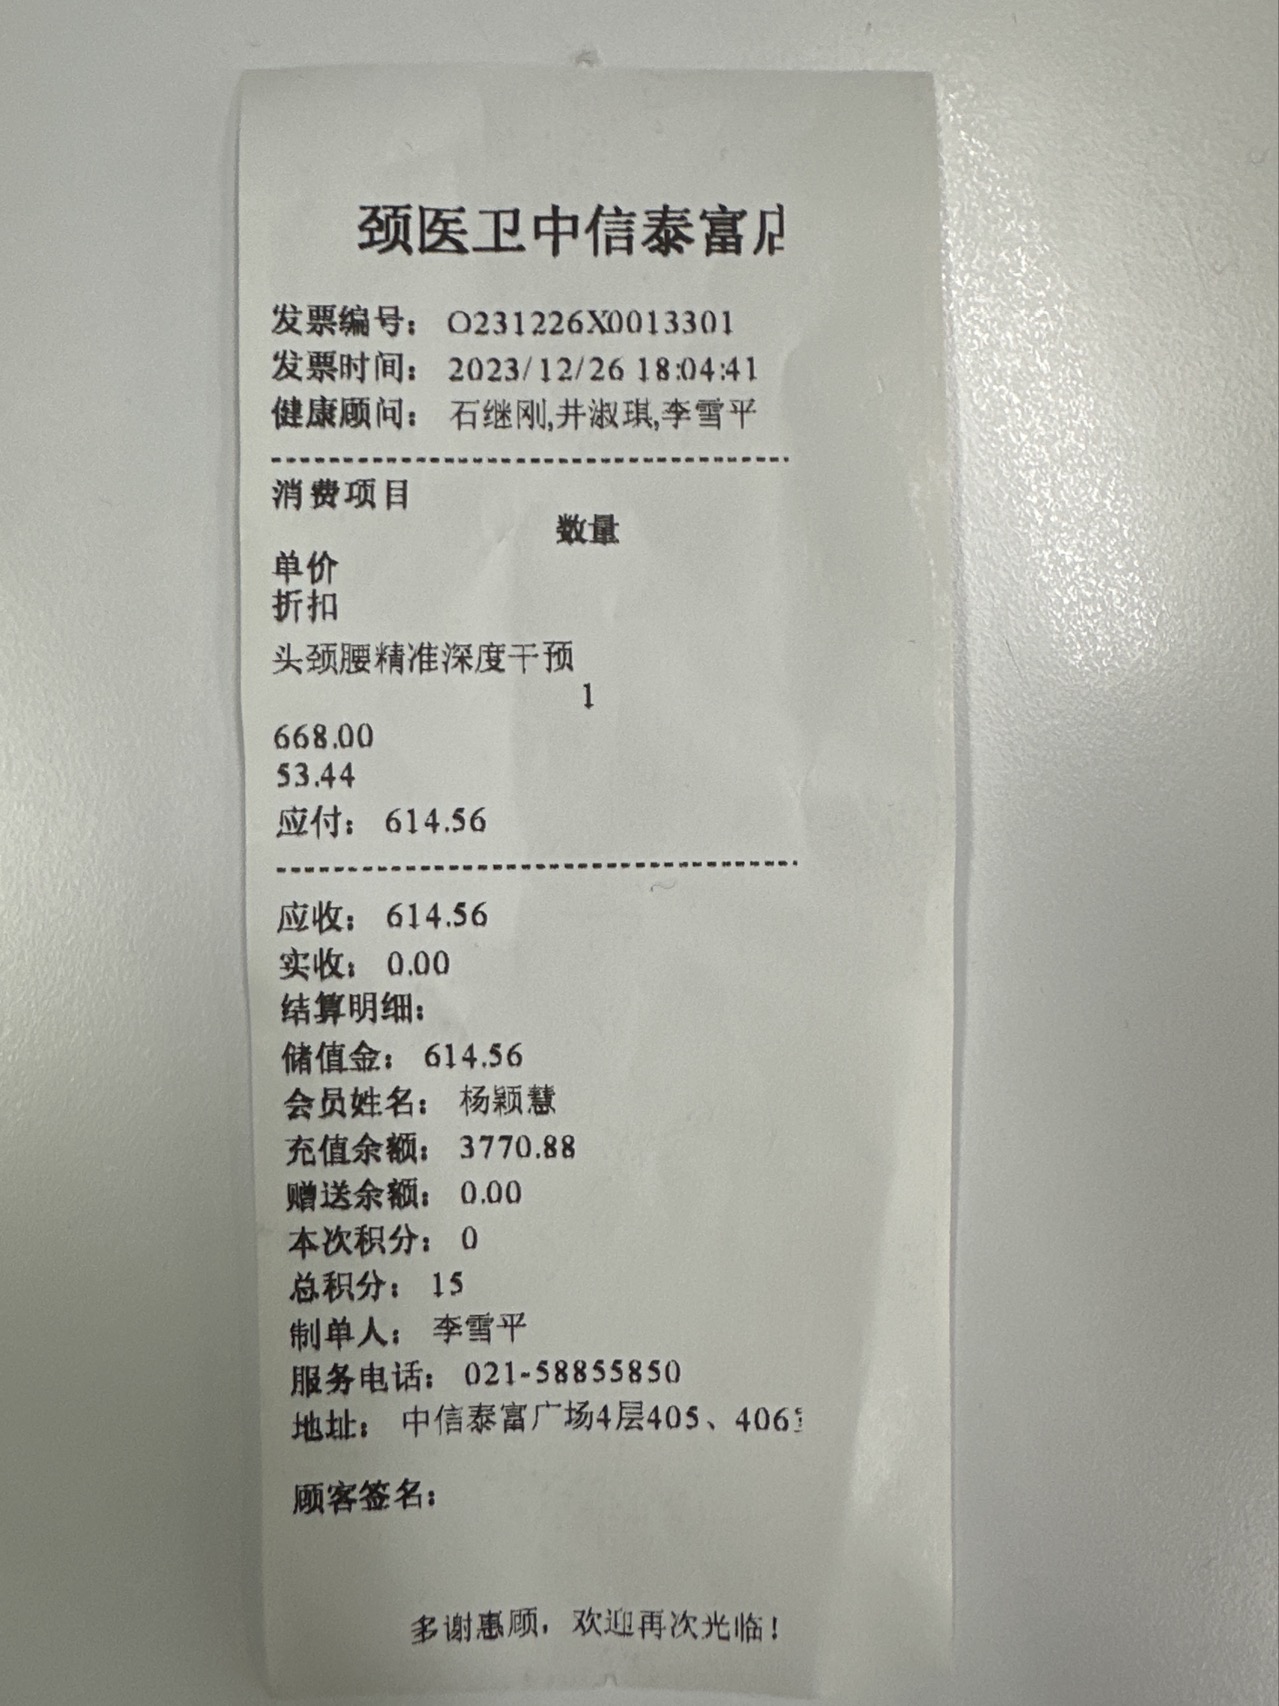 颈医卫中信泰富店
发票编号： O231226X0013301
发票时间： 2023/12/26 18:04:41
健康顾问： 石继刚,井淑琪,李雪平
消费项目
数量
单价
折扣
头颈腰精准深度干预
1
668.00
53.44
应付： 614.56
应收： 614.56
实收： 0.00
结算明细：
储值金： 614.56
会员姓名： 杨颖慧
充值余额： 3770.88
赠送余额： 0.00
本次积分： 0
总积分： 15
制单人： 李雪平
服务电话： 021-58855850
地址： 中信泰富广场4层405、406
顾客签名：
多谢惠顾，欢迎再次光临！